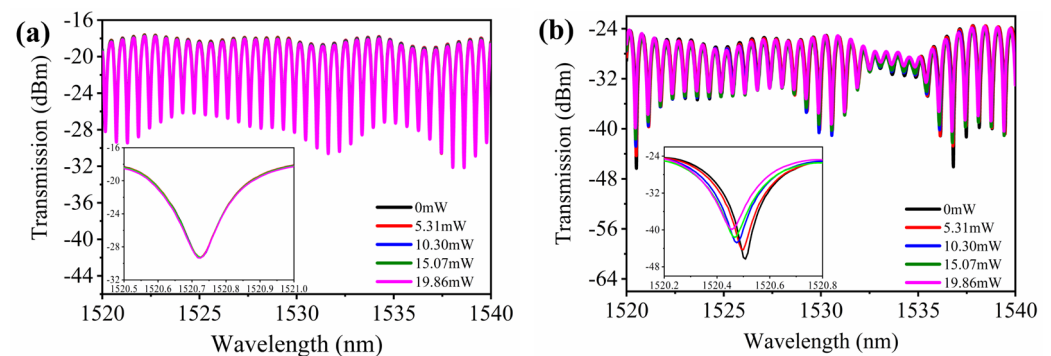 (a)
Transmission (dBm)
-16
-20
-24
-28
-32
-36
-40
-44
-16
-20
-24
-28
-32
1520.5 1520.6 1520.7 1520.8 1520.9 1521.0
0mW
5.31mW
10.30mW
15.07mW
19.86mW
1520 1525 1530 1535 1540
Wavelength (nm)
(b)
Transmission (dBm)
-24
-32
-40
-48
-56
-64
-24
-30
-36
-42
-48
1520.2 1520.4 1520.6 1520.8
0mW
5.31mW
10.30mW
15.07mW
19.86mW
1520 1525 1530 1535 1540
Wavelength (nm)